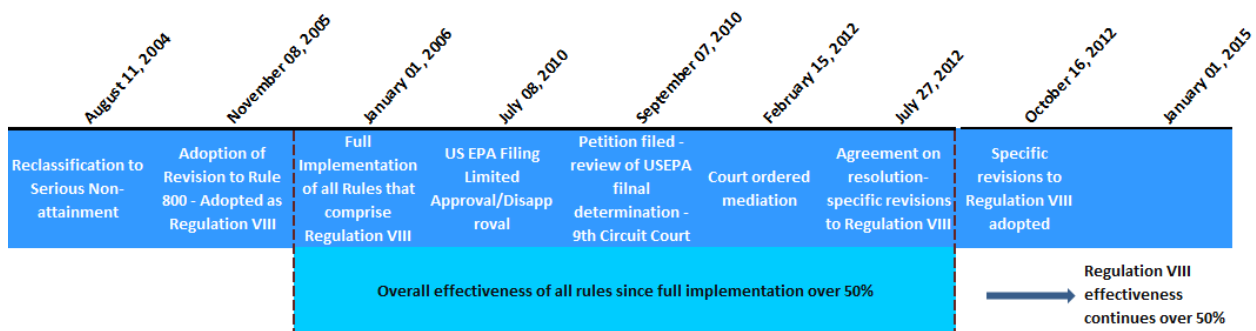 August 11, 2004
November 08, 2005
January 01, 2006
July 08, 2010
September 07, 2010
February 15, 2012
July 27, 2012
October 16, 2012
January 01, 2015
Reclassification to
Serious Non-
attainment
Adoption of
Revision to Rule
800 - Adopted as
Regulation VIII
Full
Implementation
of all Rules that
comprise
Regulation VIII
US EPA Filing
Limited
Approval/Disapp
roval
Petition filed -
review of USEPA
filnal
determination -
9th Circuit Court
Court ordered
mediation
Agreement on
resolution-
specific revisions
to Regulation VIII
Specific
revisions to
Regulation VIII
adopted
Overall effectiveness of all rules since full implementation over 50%
Regulation VIII
effectiveness
continues over 50%